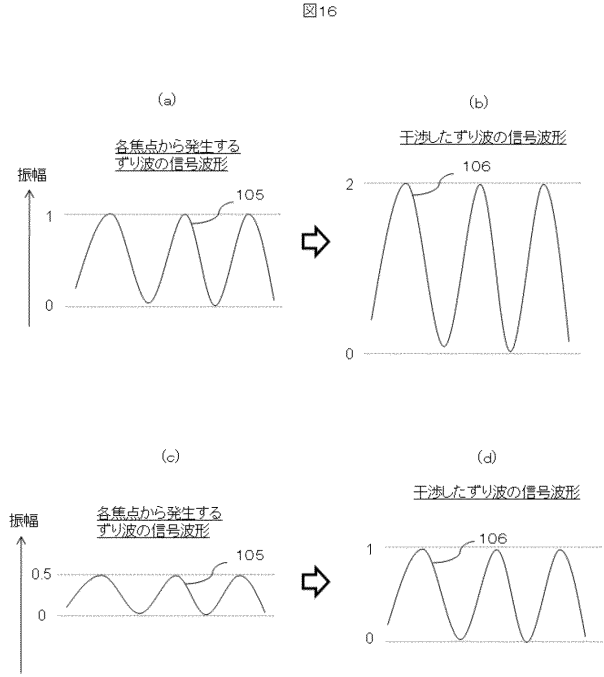 図16
(a)
各焦点から発生する
ずり波の信号波形
振幅
105
1
0
(b)
干渉したずり波の信号波形
106
2
0
(c)
各焦点から発生する
ずり波の信号波形
振幅
105
0.5
0
(d)
干渉したずり波の信号波形
106
1
0